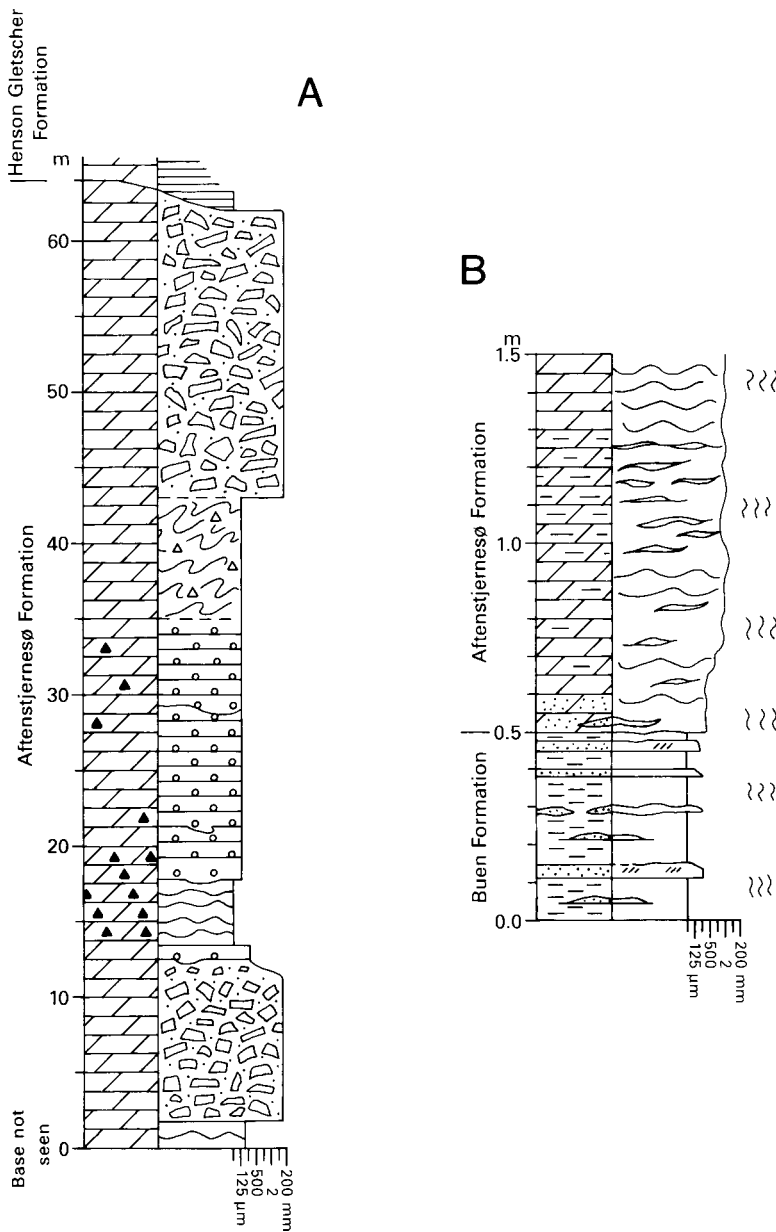 A
Henson Gletscher
Formation
m
60
50
40
30
20
10
0
Aftenstjernesø Formation
Base not
seen
125 μm
500
2
200 mm
B
m
1.5
1.0
0.5
0.0
Aftenstjernesø Formation
Buen Formation
125 μm
500
2
200 mm